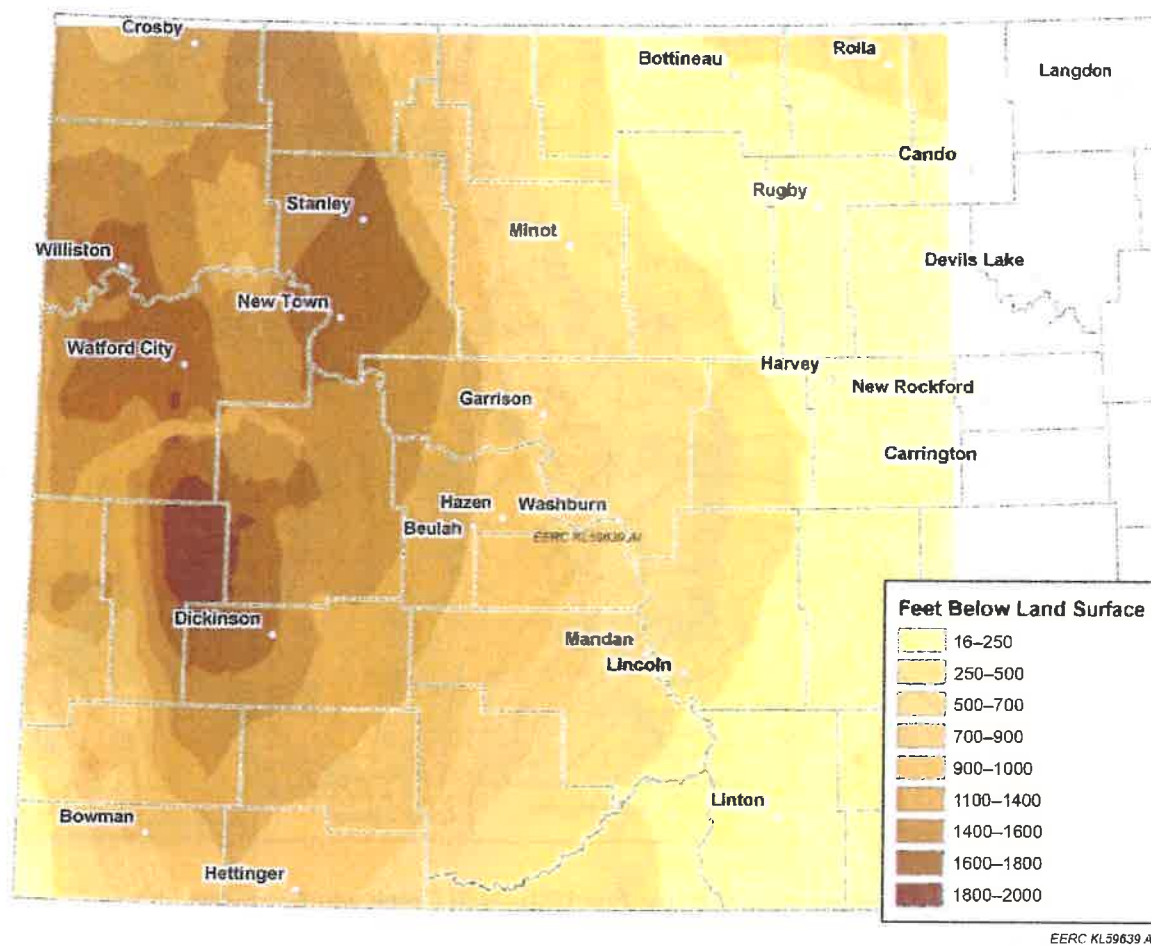 Crosby
Bottineau
Rolla
Langdon
Cando
Rugby
Stanley
Minot
Williston
Devils Lake
New Town
Watford City
Harvey
New Rockford
Garrison
Carrington
Hazen
Washburn
Beulah
EERC KL59639.AI
Dickinson
Mandan
Lincoln
Linton
Bowman
Hettinger
Feet Below Land Surface
16–250
250–500
500–700
700–900
900–1000
1100–1400
1400–1600
1600–1800
1800–2000
EERC KL59639.A